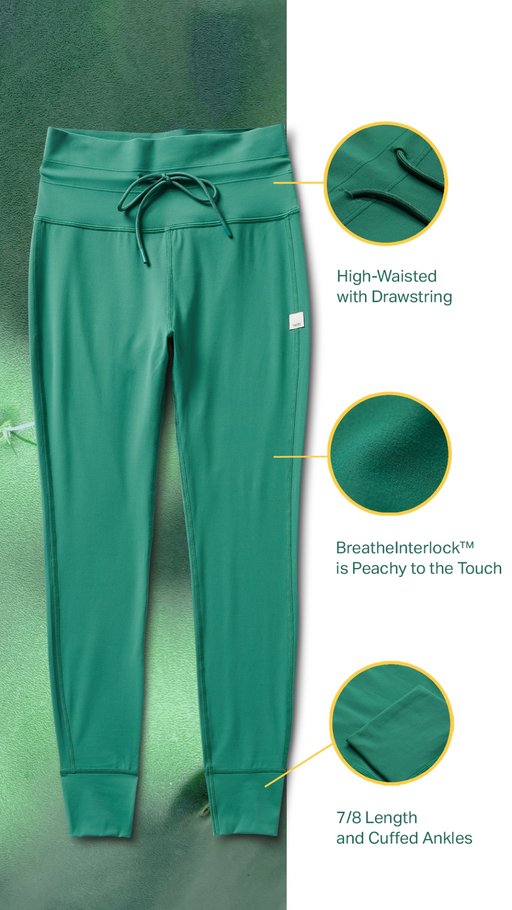 High-Waisted
with Drawstring
BreatheInterlock™
is Peachy to the Touch
7/8 Length
and Cuffed Ankles